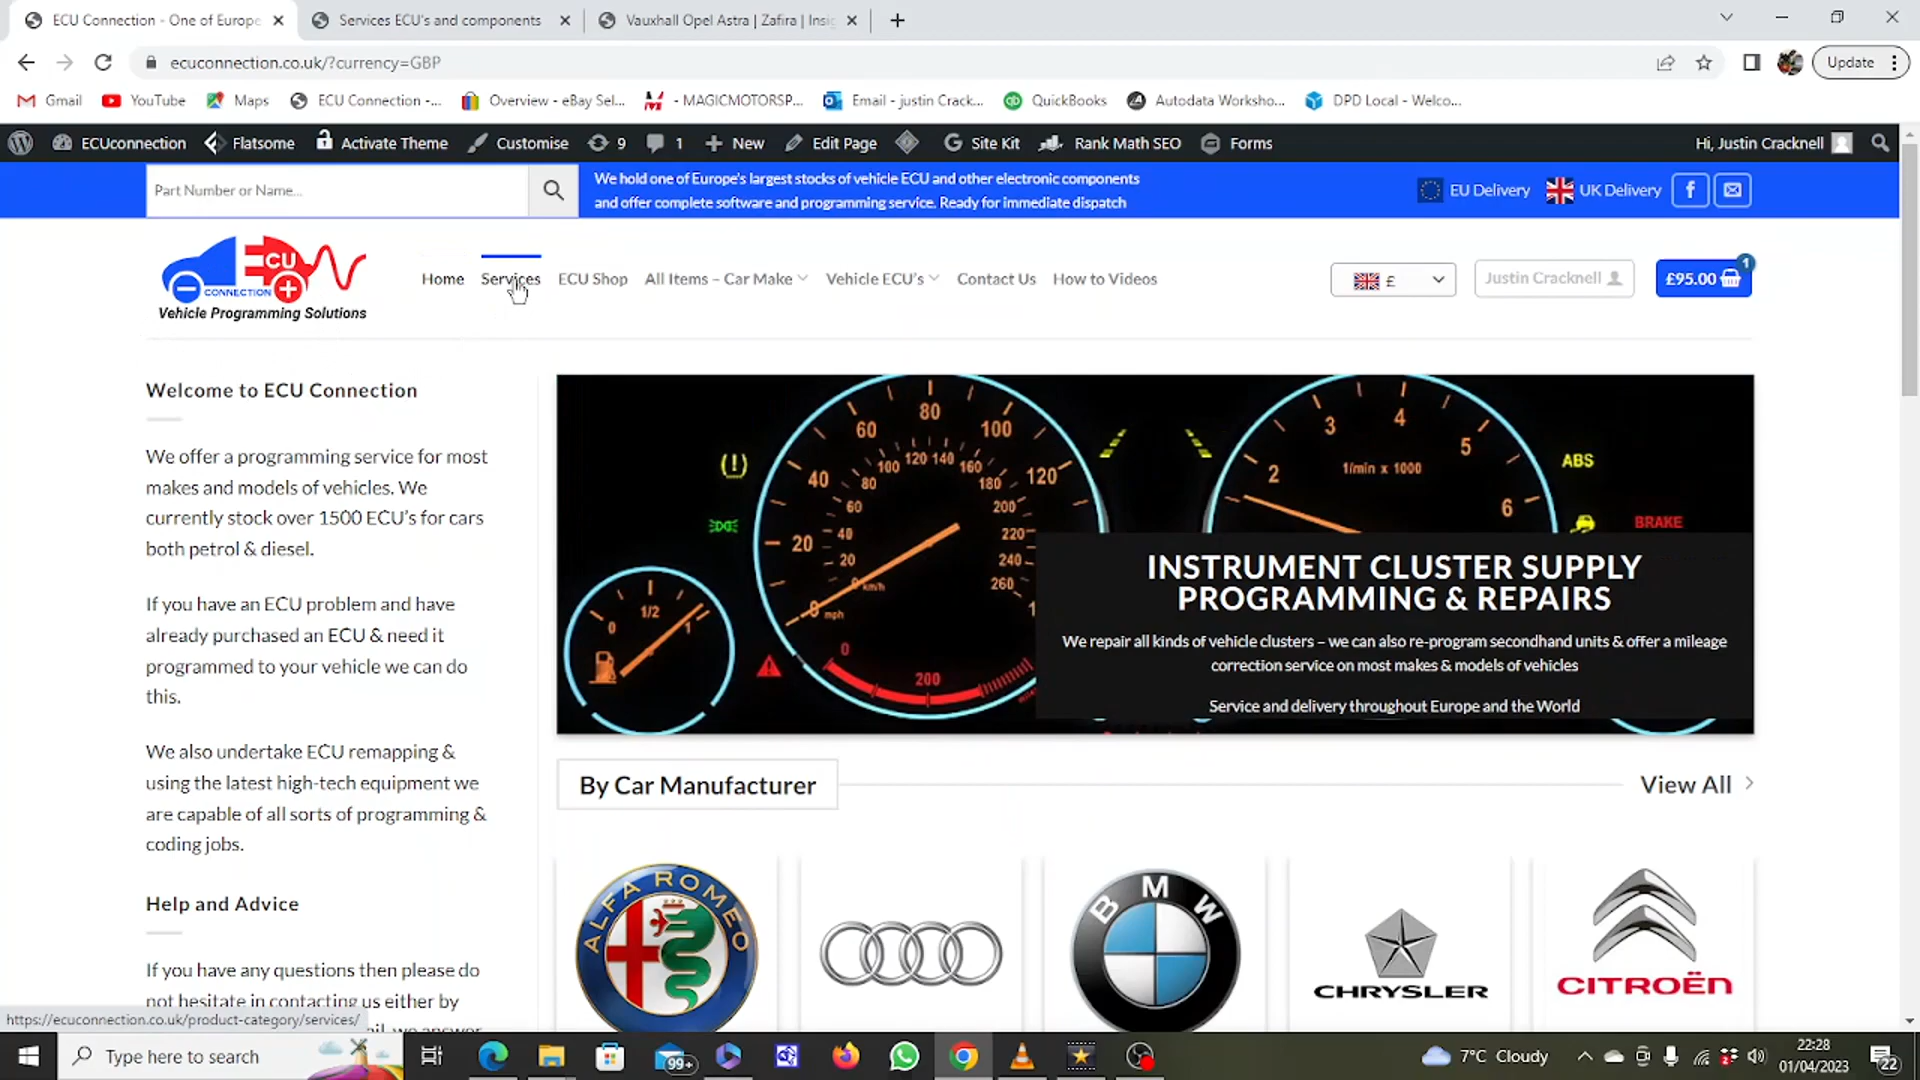 ECU Connection - One of Europe
Services ECU's and components
Vauxhall Opel Astra | Zafira | Insig
ecuconnection.co.uk/?currency=GBP
Update
Gmail
YouTube
Maps
ECU Connection -...
Overview - eBay Sel...
- MAGICMOTORSP...
Email - justin Crack...
QuickBooks
Autodata Worksho...
DPD Local - Welco...
ECUconnection
Flatsome
Activate Theme
Customise
9
1
New
Edit Page
Site Kit
Rank Math SEO
Forms
Hi, Justin Cracknell
Part Number or Name...
We hold one of Europe's largest stocks of vehicle ECU and other electronic components
and offer complete software and programming service. Ready for immediate dispatch
EU Delivery
UK Delivery
ECU
CONNECTION
Vehicle Programming Solutions
Home
Services
ECU Shop
All Items – Car Make
Vehicle ECU's
Contact Us
How to Videos
£
Justin Cracknell
£95.00
1
Welcome to ECU Connection
We offer a programming service for most
makes and models of vehicles. We
currently stock over 1500 ECU's for cars
both petrol & diesel.
If you have an ECU problem and have
already purchased an ECU & need it
programmed to your vehicle we can do
this.
We also undertake ECU remapping &
using the latest high-tech equipment we
are capable of all sorts of programming &
coding jobs.
Help and Advice
If you have any questions then please do
not hesitate in contacting us either by
0 1/2 1
0 20 40 60 80 100 120
mph
20 40 60 80 100 120 140 160 180 200 220 240 260
km/h
0 200
2 3 4 5 6
1/min x 1000
ABS
BRAKE
INSTRUMENT CLUSTER SUPPLY
PROGRAMMING & REPAIRS
We repair all kinds of vehicle clusters – we can also re-program secondhand units & offer a mileage
correction service on most makes & models of vehicles
Service and delivery throughout Europe and the World
By Car Manufacturer
View All
ALFA ROMEO
BMW
CHRYSLER
CITROËN
https://ecuconnection.co.uk/product-category/services/
Type here to search
99+
7°C Cloudy
22:28
01/04/2023
22